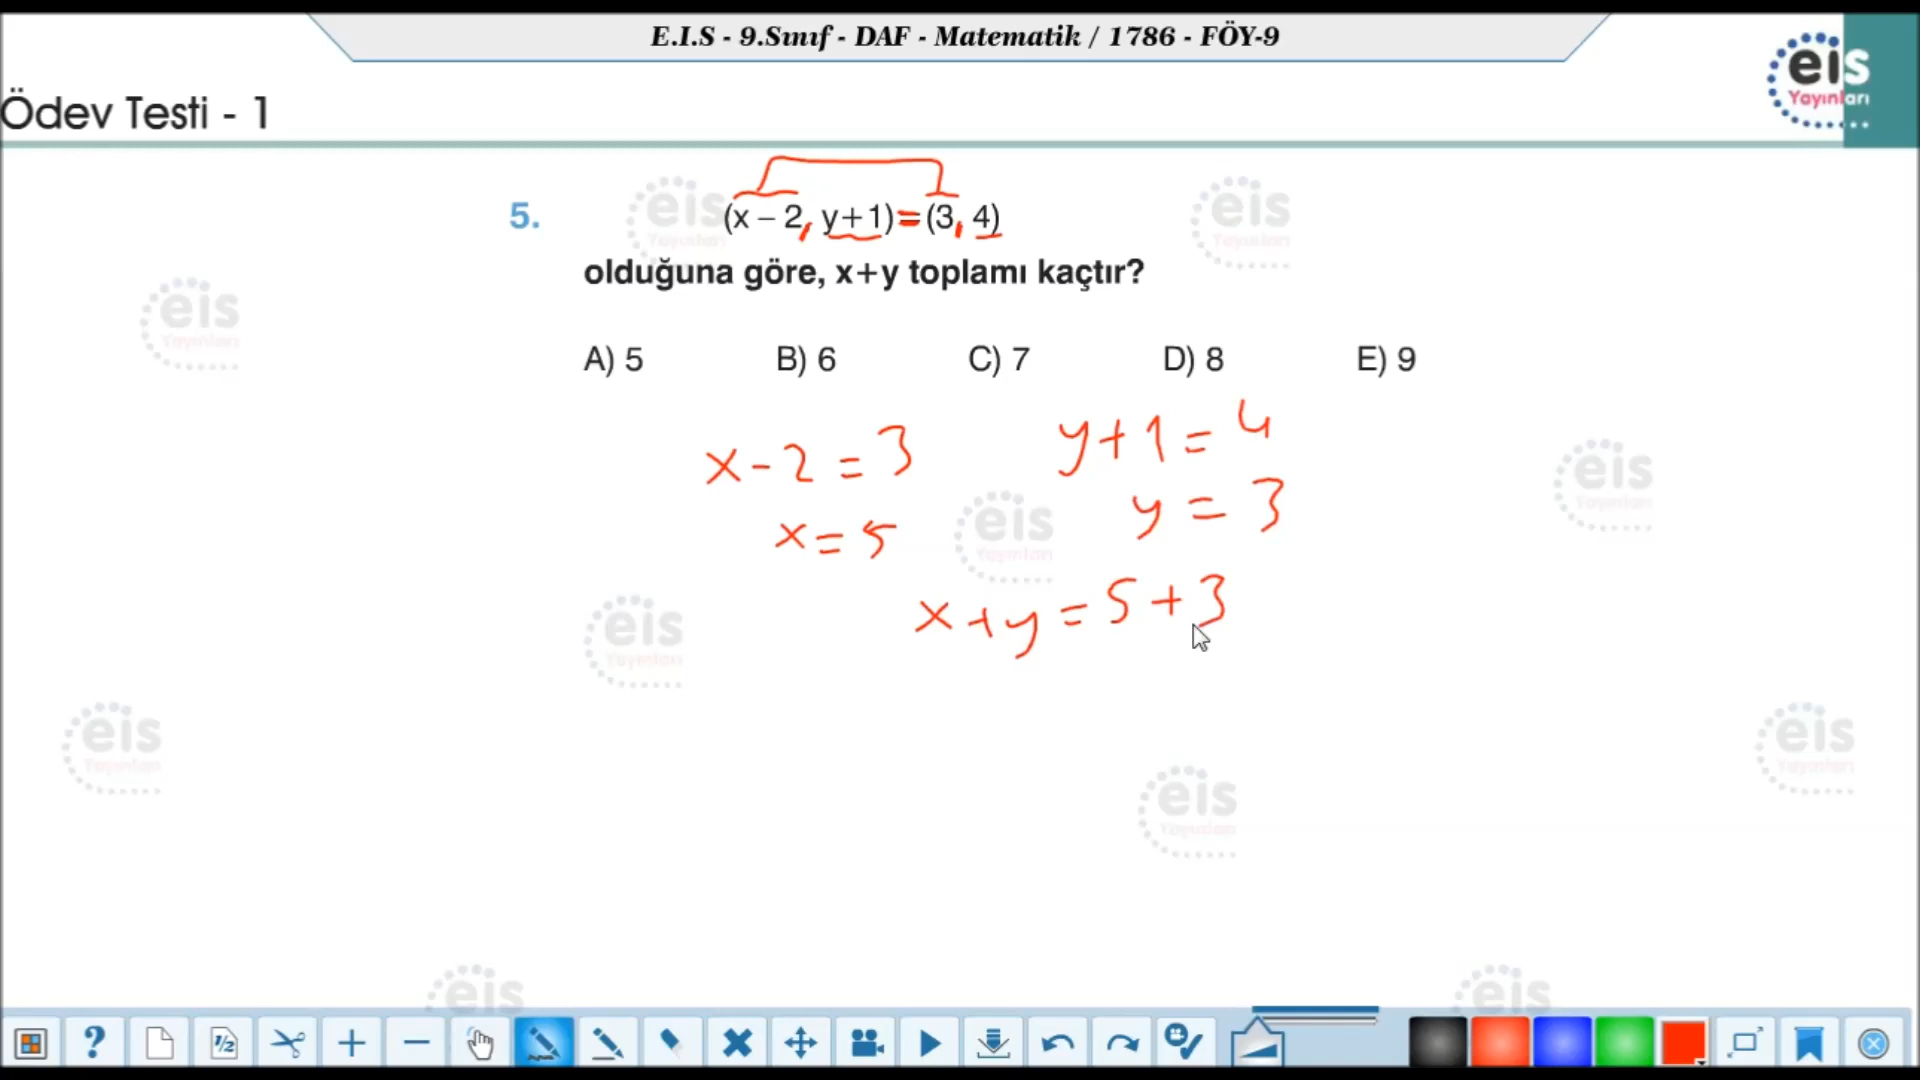 E.I.S - 9.Sınıf - DAF - Matematik / 1786 - FÖY-9
eis
Yayınları
Ödev Testi - 1
5. (x – 2, y+1)=(3, 4)
olduğuna göre, x+y toplamı kaçtır?
A) 5 B) 6 C) 7 D) 8 E) 9
x - 2 = 3
y + 1 = 4
x = 5
y = 3
x + y = 5 + 3